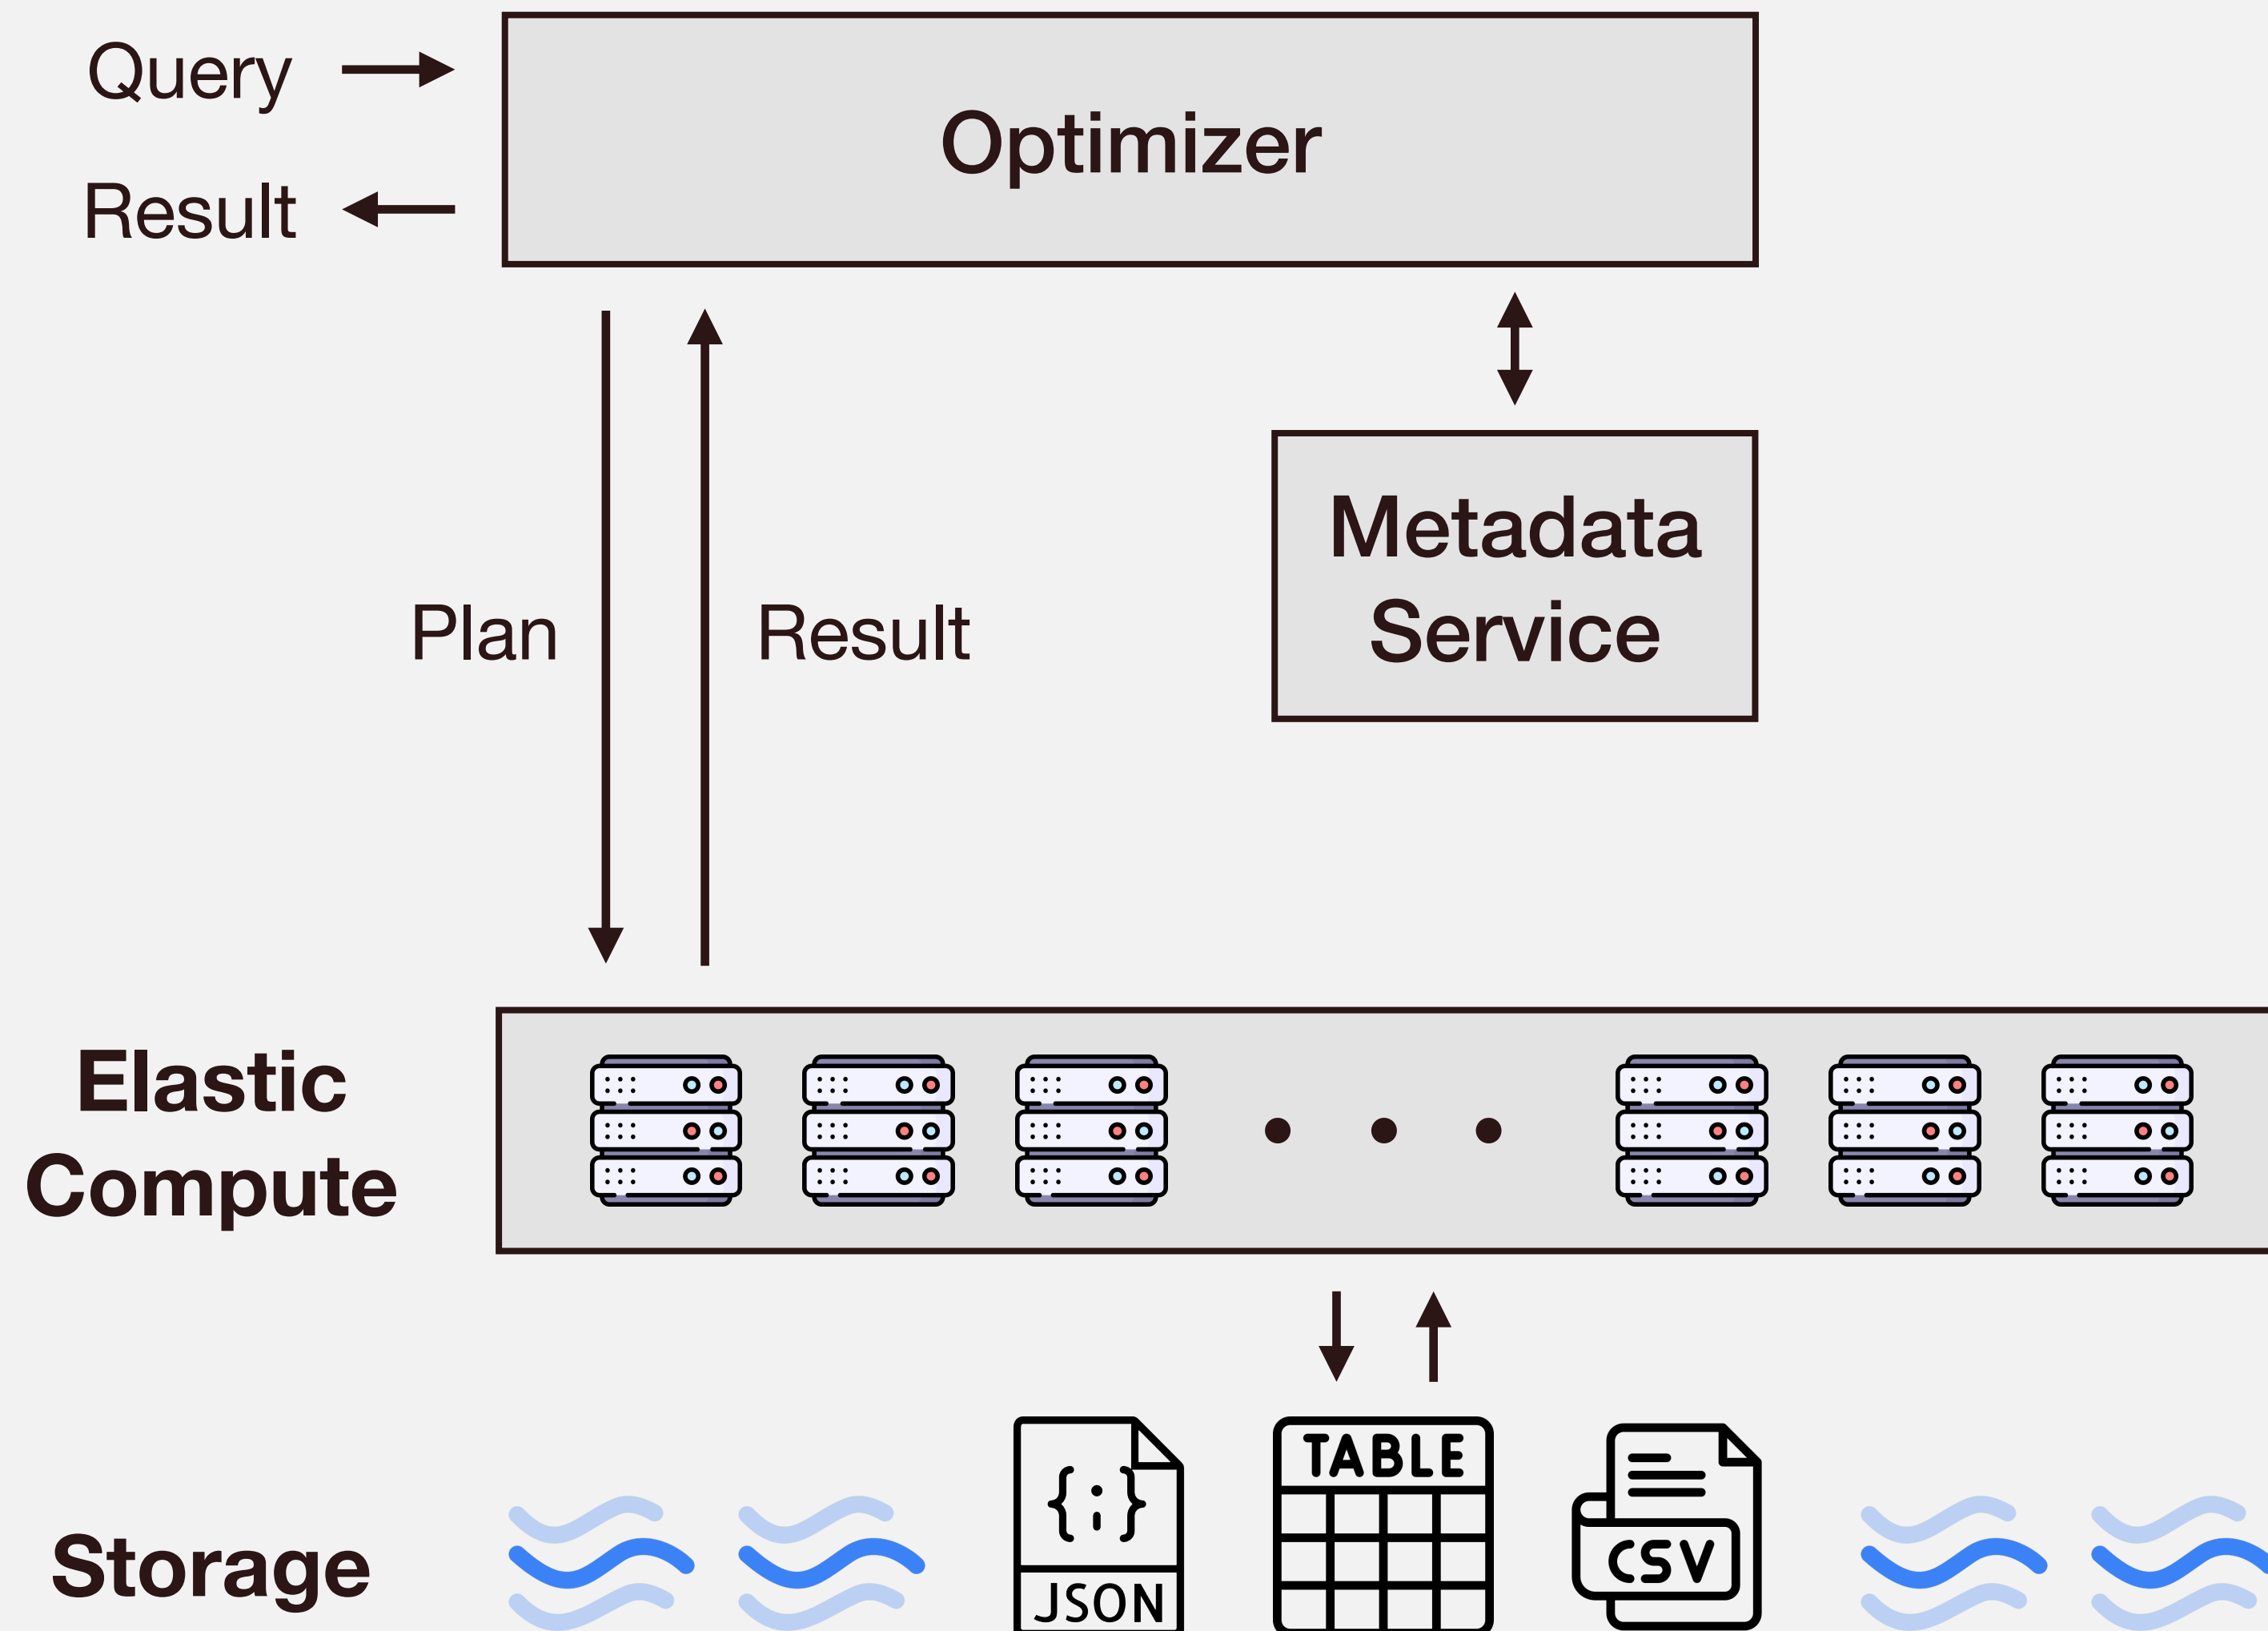 Query
Result
Optimizer
Metadata
Service
Plan
Result
Elastic
Compute
TABLE
CSV
JSON
Storage